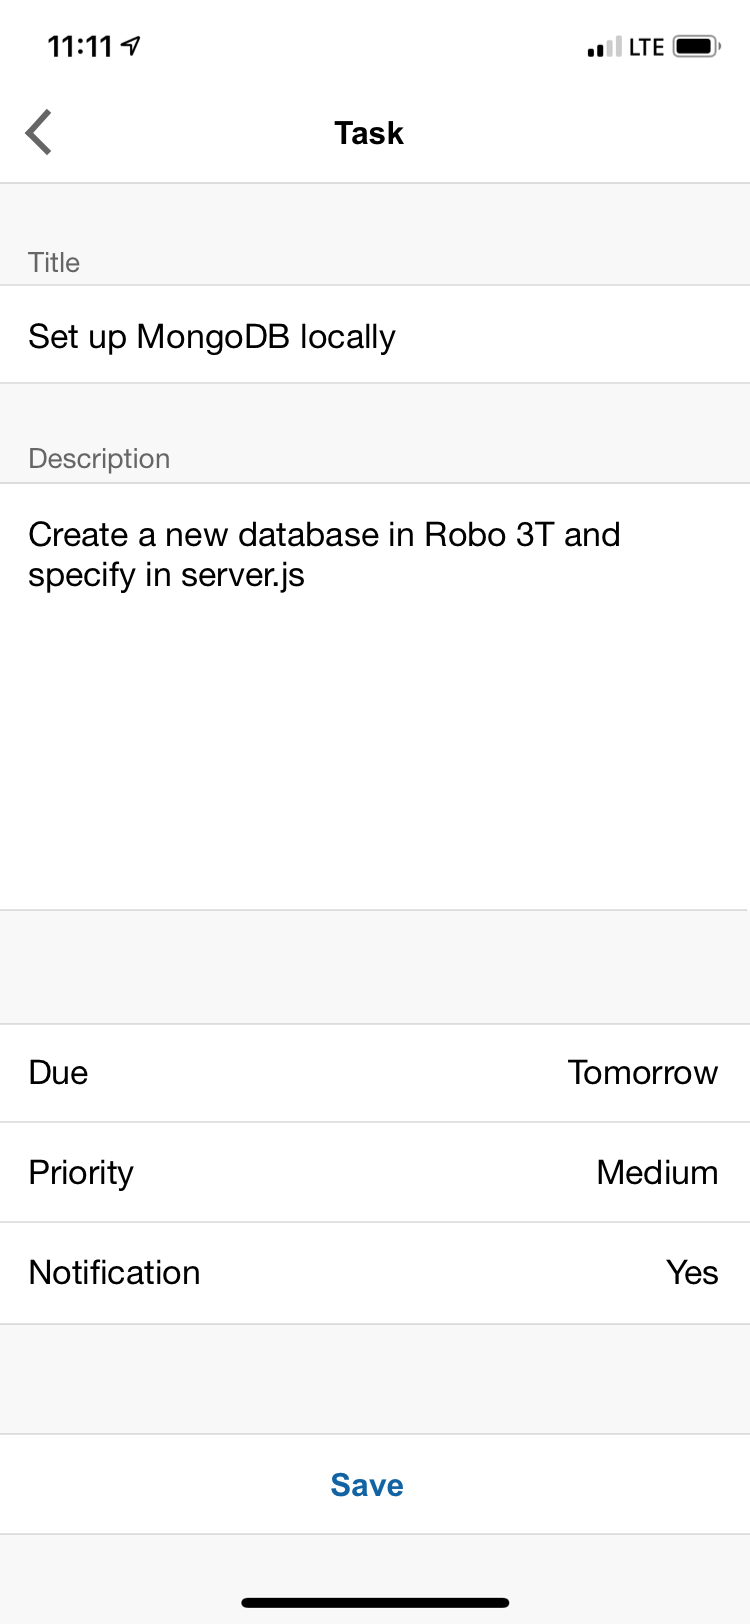 11:11 LTE
Task
Title
Set up MongoDB locally
Description
Create a new database in Robo 3T and
specify in server.js
Due Tomorrow
Priority Medium
Notification Yes
Save